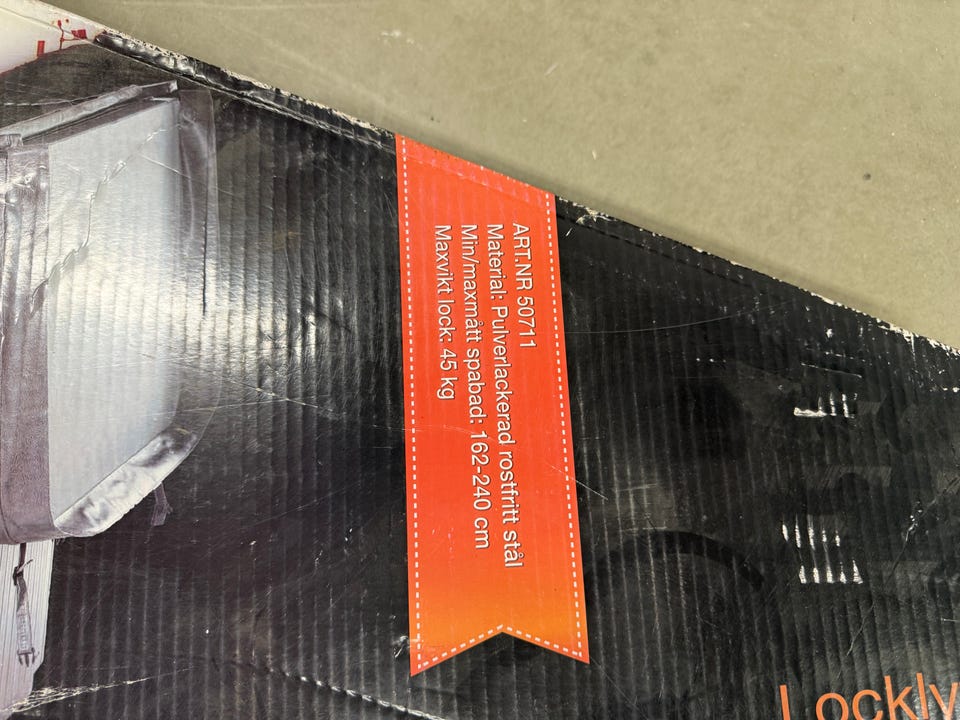 ART.NR 50711
Material: Pulverlackerad rostfritt stål
Min/maxmått spabad: 162-240 cm
Maxvikt lock: 45 kg